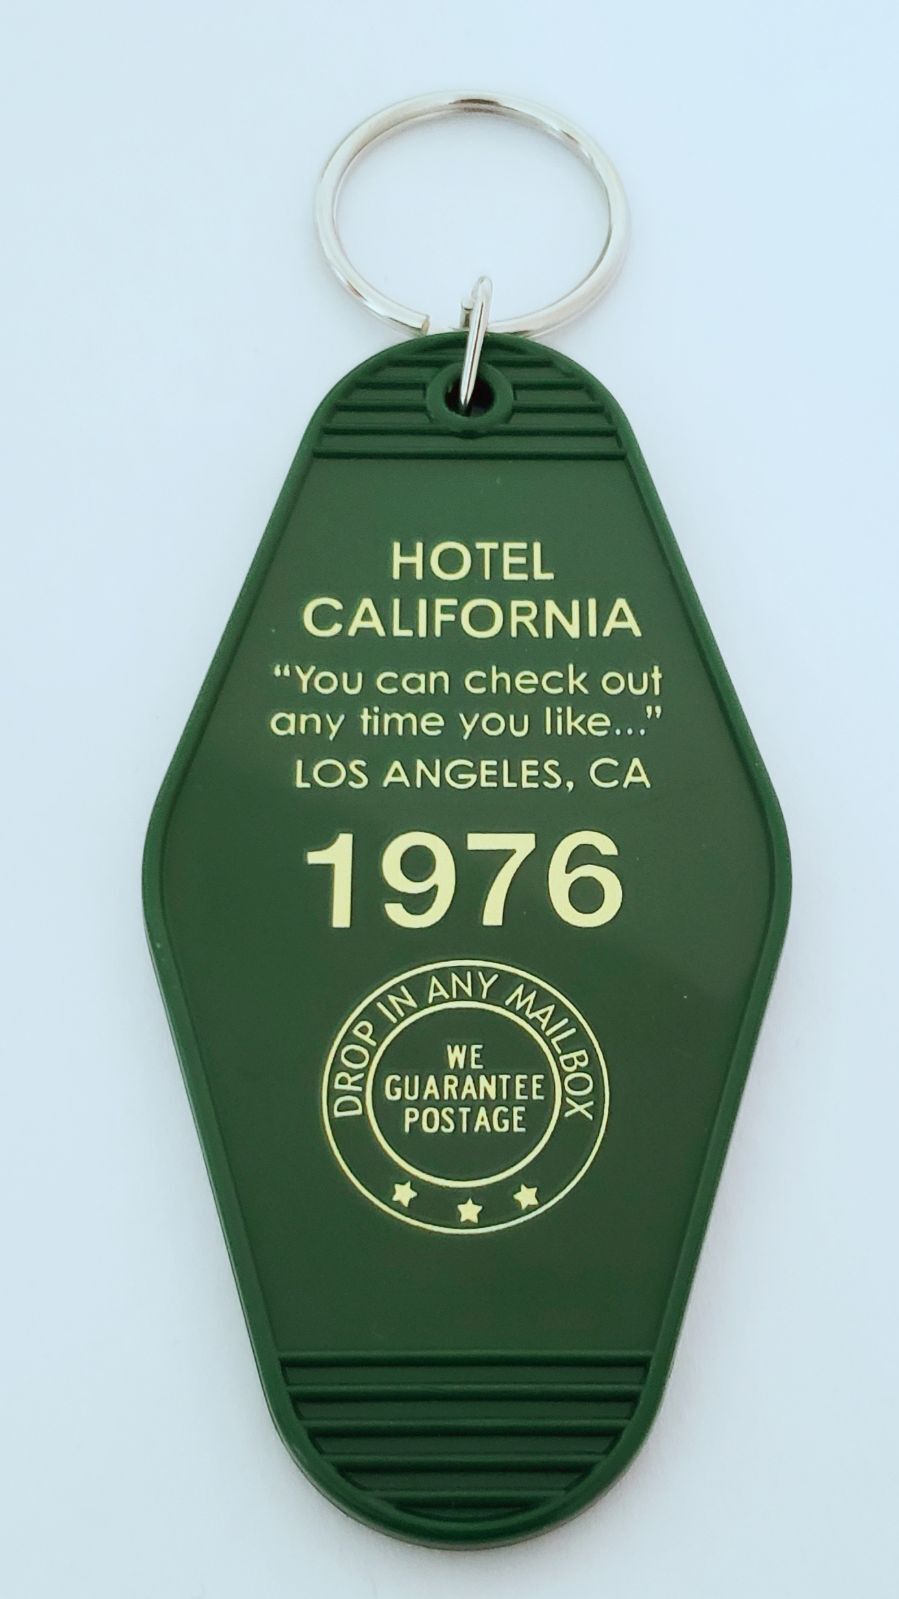 HOTEL
CALIFORNIA
“You can check out
any time you like...”
LOS ANGELES, CA
1976
DROP IN ANY MAILBOX
WE
GUARANTEE
POSTAGE